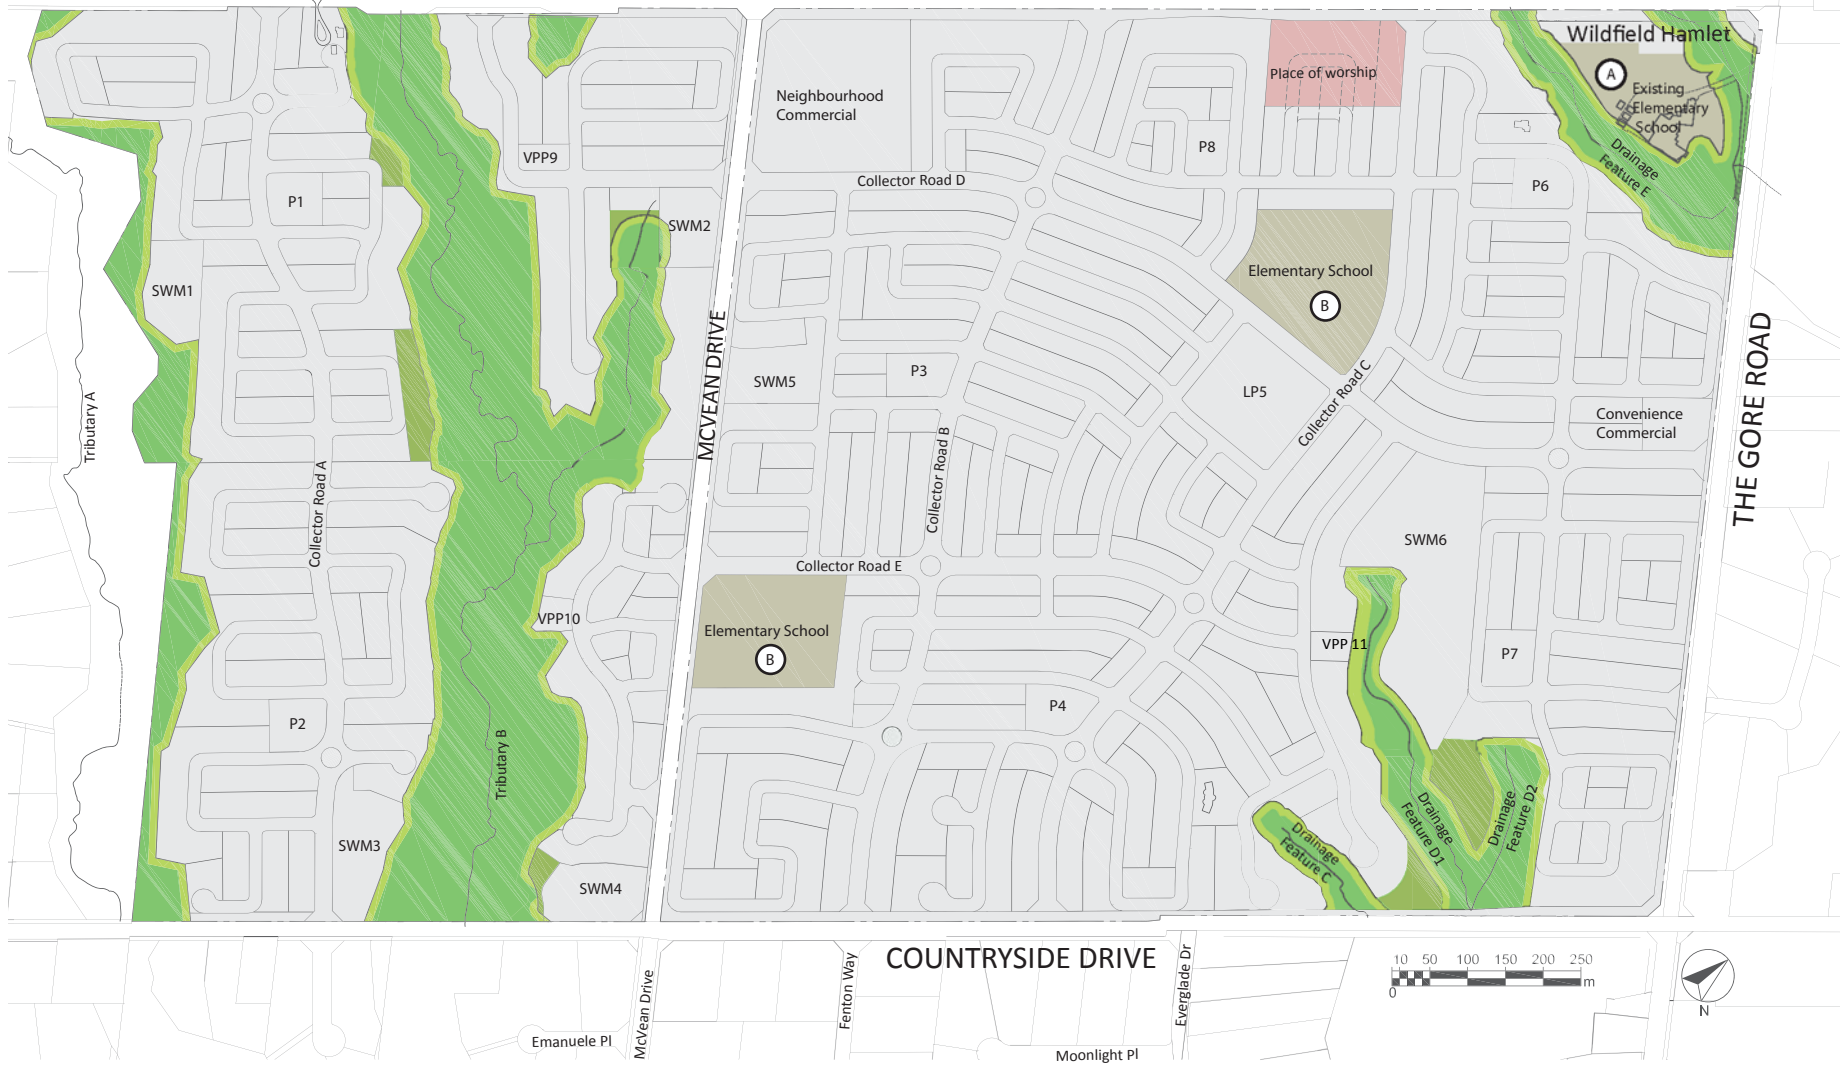 Wildfield Hamlet
A
Existing
Elementary
School
Place of worship
Neighbourhood
Commercial
P8
VPP9
Drainage
Feature E
Collector Road D
P6
P1
SWM2
Elementary School
B
SWM1
MCVEAN DRIVE
THE GORE ROAD
P3
SWM5
LP5
Collector Road C
Tributary A
Convenience
Commercial
Collector Road B
Collector Road A
SWM6
Collector Road E
VPP10
Elementary School
B
VPP 11
P7
P4
P2
Tributary B
Drainage
Feature D1
Drainage
Feature D2
SWM3
Drainage
Feature C
SWM4
COUNTRYSIDE DRIVE
McVean Drive
Fenton Way
Everglade Dr
Emanuele Pl
Moonlight Pl
10 50 100 150 200 250
m
0
N